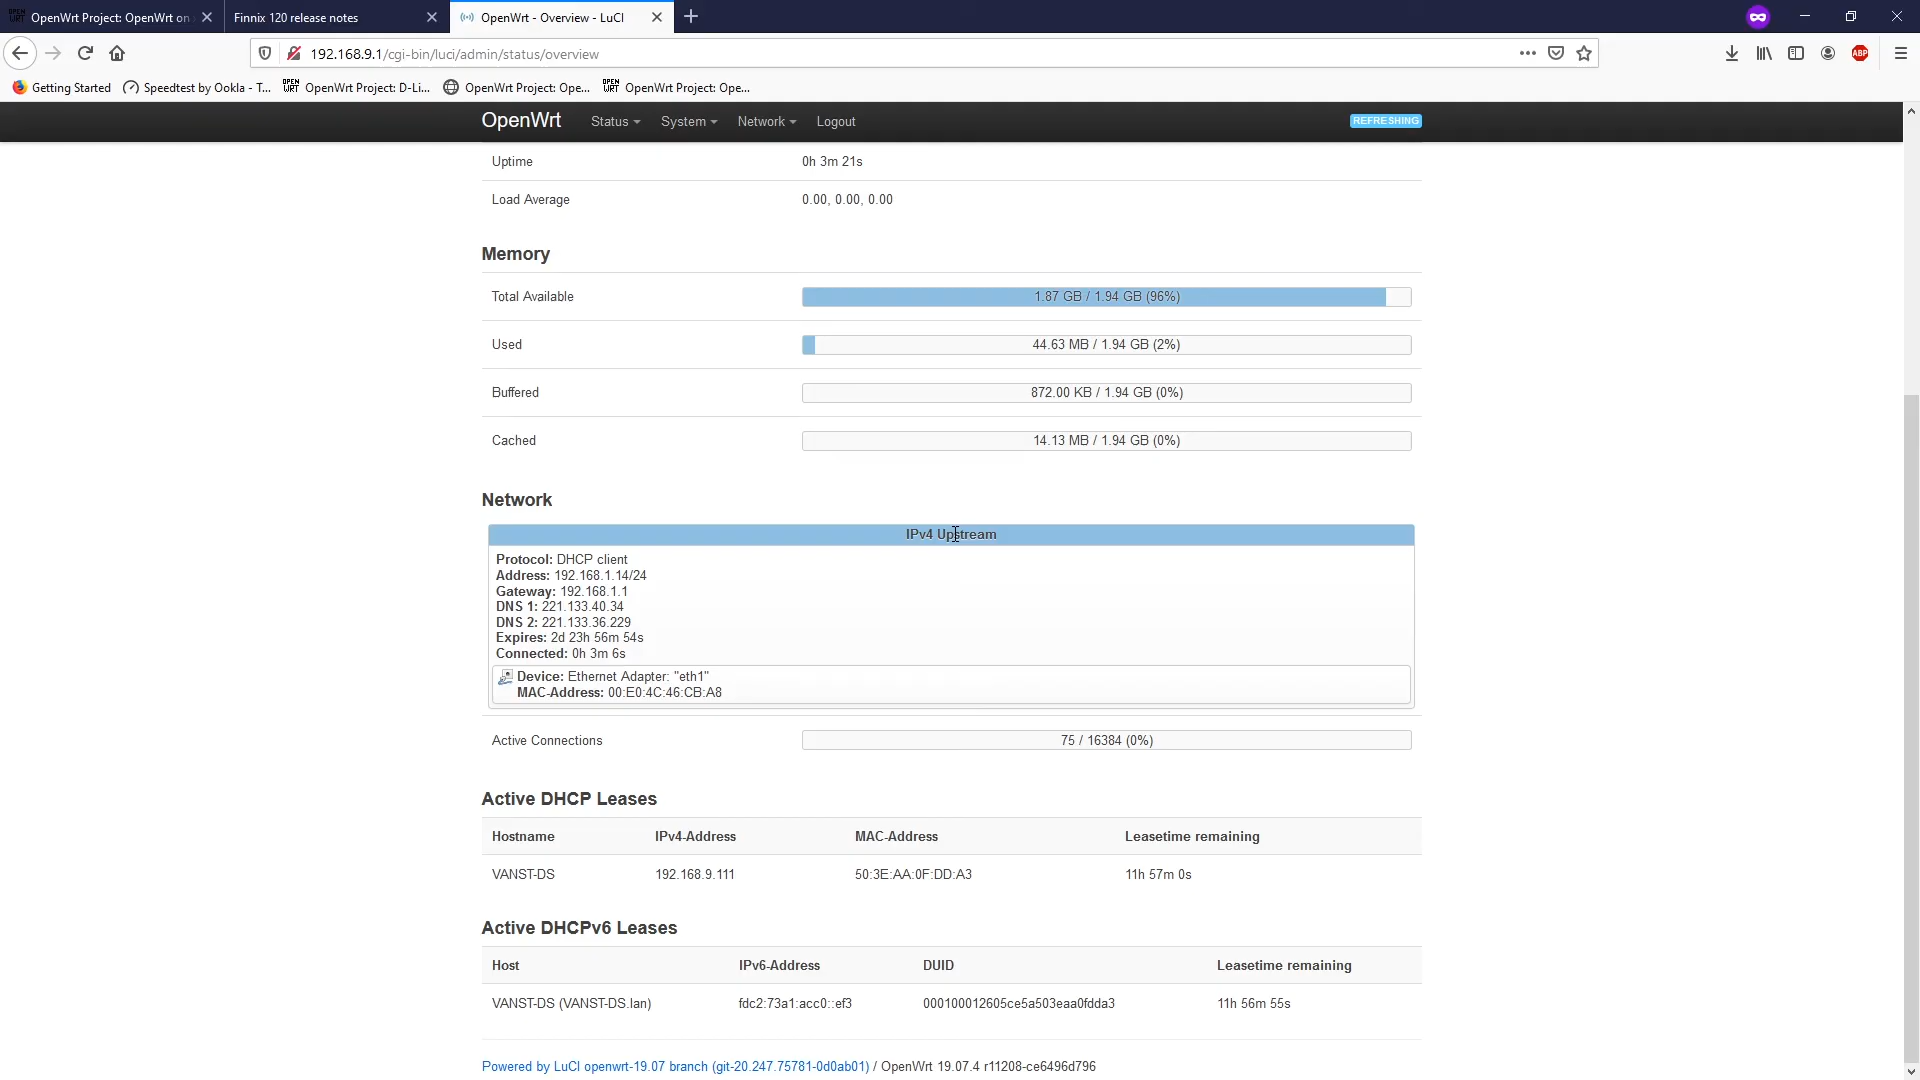 OpenWrt Project: OpenWrt on
Finnix 120 release notes
OpenWrt - Overview - LuCI
192.168.9.1/cgi-bin/luci/admin/status/overview
ABP
Getting Started
Speedtest by Ookla - T...
OPEN WRT
OpenWrt Project: D-Li...
OpenWrt Project: Ope...
OPEN WRT
OpenWrt Project: Ope...
OpenWrt Status System Network Logout REFRESHING
Uptime 0h 3m 21s
Load Average 0.00, 0.00, 0.00
Memory
Total Available 1.87 GB / 1.94 GB (96%)
Used 44.63 MB / 1.94 GB (2%)
Buffered 872.00 KB / 1.94 GB (0%)
Cached 14.13 MB / 1.94 GB (0%)
Network
IPv4 Upstream
Protocol: DHCP client
Address: 192.168.1.14/24
Gateway: 192.168.1.1
DNS 1: 221.133.40.34
DNS 2: 221.133.36.229
Expires: 2d 23h 56m 54s
Connected: 0h 3m 6s
Device: Ethernet Adapter: "eth1"
MAC-Address: 00:E0:4C:46:CB:A8
Active Connections 75 / 16384 (0%)
Active DHCP Leases
Hostname IPv4-Address MAC-Address Leasetime remaining
VANST-DS 192.168.9.111 50:3E:AA:0F:DD:A3 11h 57m 0s
Active DHCPv6 Leases
Host IPv6-Address DUID Leasetime remaining
VANST-DS (VANST-DS.lan) fdc2:73a1:acc0::ef3 000100012605ce5a503eaa0fdda3 11h 56m 55s
Powered by LuCI openwrt-19.07 branch (git-20.247.75781-0d0ab01) / OpenWrt 19.07.4 r11208-ce6496d796